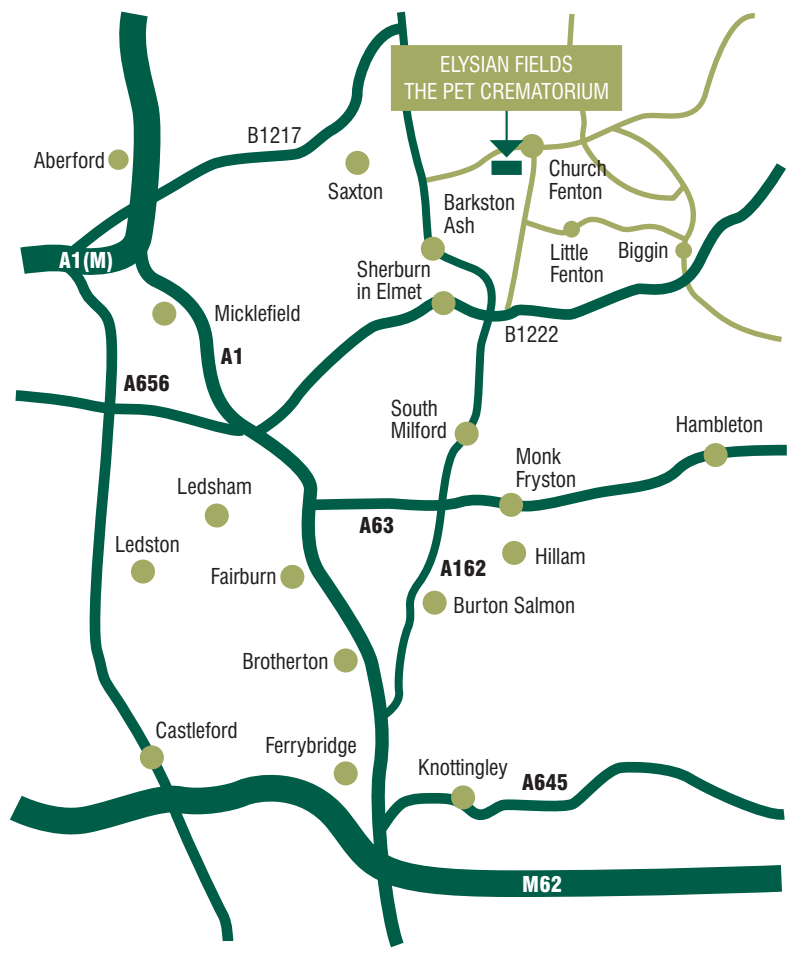 ELYSIAN FIELDS
THE PET CREMATORIUM
B1217
Aberford
Saxton
Church
Fenton
Barkston
Ash
Little
Fenton
Biggin
A1(M)
Sherburn
in Elmet
Micklefield
B1222
A1
A656
South
Milford
Hambleton
Monk
Fryston
Ledsham
A63
Ledston
Hillam
Fairburn
A162
Burton Salmon
Brotherton
Castleford
Ferrybridge
Knottingley
A645
M62